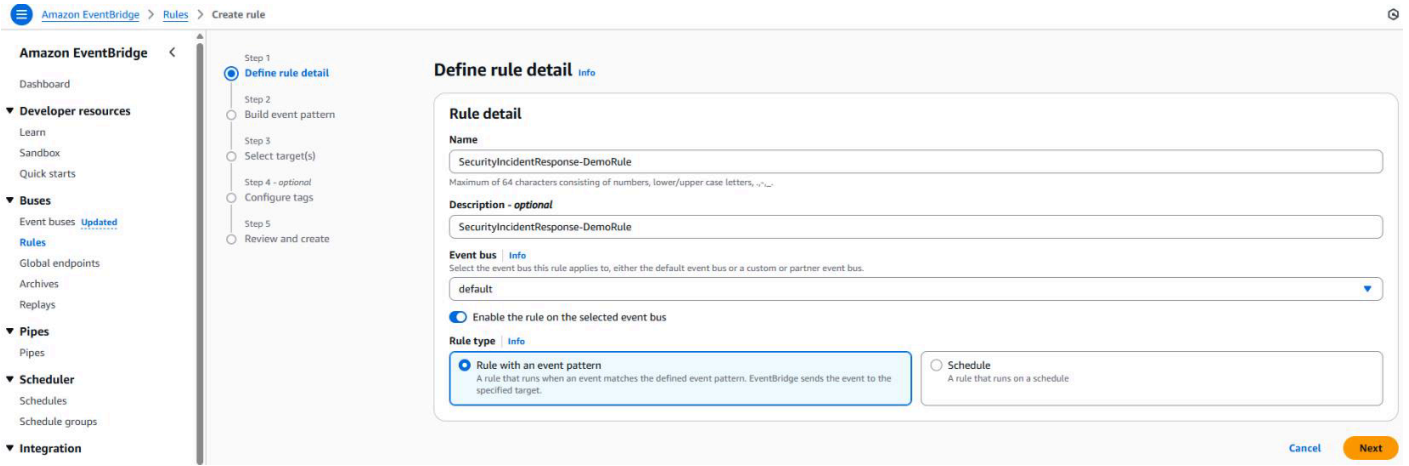 Amazon EventBridge > Rules > Create rule
Amazon EventBridge
Dashboard
Developer resources
Learn
Sandbox
Quick starts
Buses
Event buses Updated
Rules
Global endpoints
Archives
Replays
Pipes
Pipes
Scheduler
Schedules
Schedule groups
Integration
Step 1
Define rule detail
Step 2
Build event pattern
Step 3
Select target(s)
Step 4 - optional
Configure tags
Step 5
Review and create
Define rule detail Info
Rule detail
Name
SecurityIncidentResponse-DemoRule
Maximum of 64 characters consisting of numbers, lower/upper case letters, .,-,_.
Description - optional
SecurityIncidentResponse-DemoRule
Event bus Info
Select the event bus this rule applies to, either the default event bus or a custom or partner event bus.
default
Enable the rule on the selected event bus
Rule type Info
Rule with an event pattern
A rule that runs when an event matches the defined event pattern. EventBridge sends the event to the
specified target.
Schedule
A rule that runs on a schedule
Cancel Next